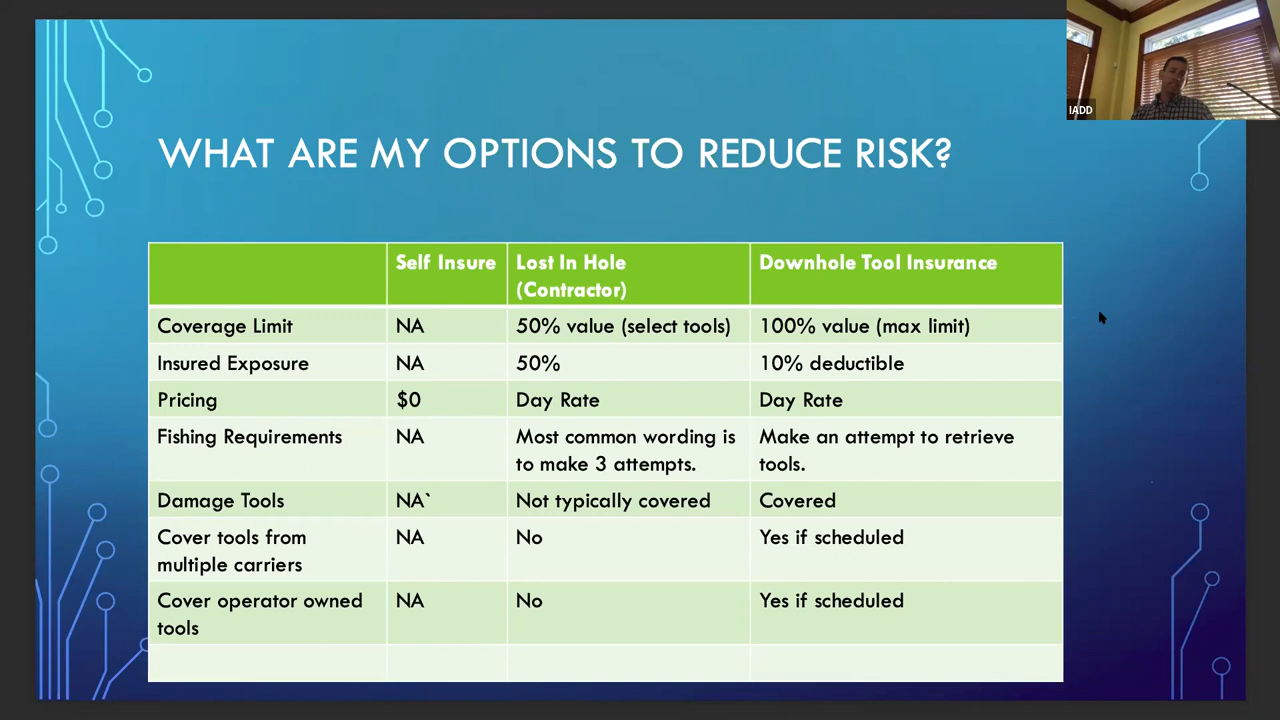 IADD
WHAT ARE MY OPTIONS TO REDUCE RISK?
Self Insure
Lost In Hole
(Contractor)
Downhole Tool Insurance
Coverage Limit
NA
50% value (select tools)
100% value (max limit)
Insured Exposure
NA
50%
10% deductible
Pricing
$0
Day Rate
Day Rate
Fishing Requirements
NA
Most common wording is
to make 3 attempts.
Make an attempt to retrieve
tools.
Damage Tools
NA`
Not typically covered
Covered
Cover tools from
multiple carriers
NA
No
Yes if scheduled
Cover operator owned
tools
NA
No
Yes if scheduled